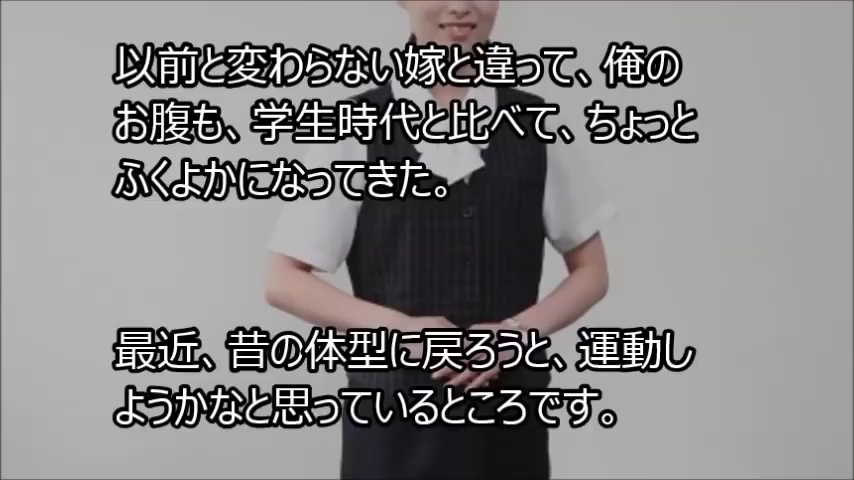 以前と変わらない嫁と違って、俺の
お腹も、学生時代と比べて、ちょっと
ふくよかになってきた。
最近、昔の体型に戻ろうと、運動し
ようかなと思っているところです。